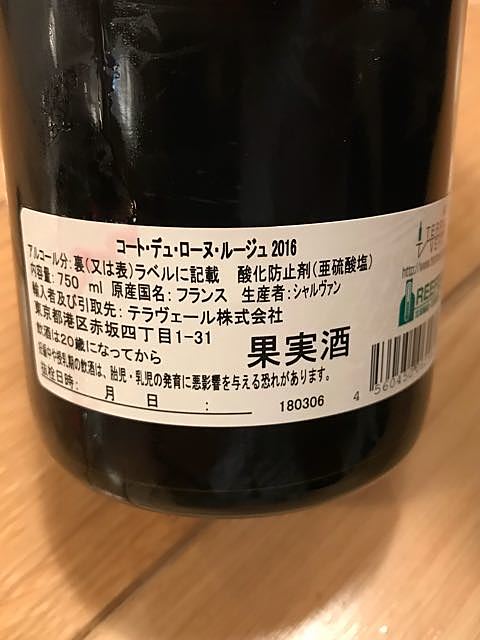 コート・デュ・ローヌ・ルージュ 2016
アルコール分：裏(又は表)ラベルに記載 酸化防止剤(亜硫酸塩)
内容量：750 ml 原産国名：フランス 生産者：シャルヴァン
輸入者及び引取先：テラヴェール株式会社
東京都港区赤坂四丁目1-31
飲酒は20歳になってから
妊娠中や授乳期の飲酒は、胎児・乳児の発育に悪影響を与える恐れがあります。
果実酒
抜栓日時： 月 日 ：
180306
http://www
4